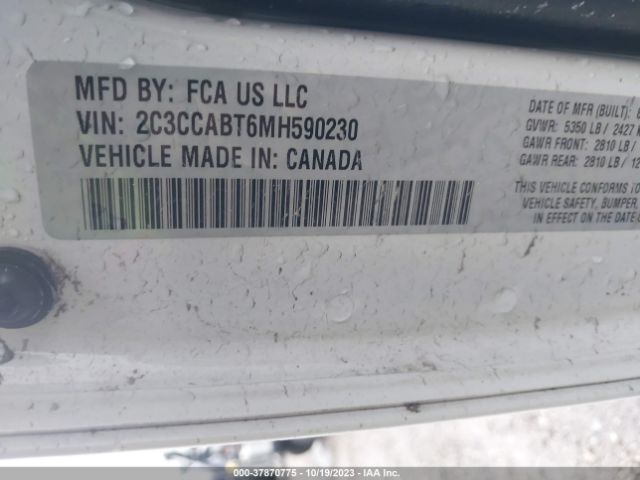 MFD BY: FCA US LLC
VIN: 2C3CCABT6MH590230
VEHICLE MADE IN: CANADA
DATE OF MFR (BUILT):
GVWR: 5350 LB / 2427
GAWR FRONT: 2810 LB /
GAWR REAR: 2810 LB / 12
THIS VEHICLE CONFORMS TO
VEHICLE SAFETY, BUMPER,
IN EFFECT ON THE DATE
000-37870775 - 10/19/2023 - IAA Inc.